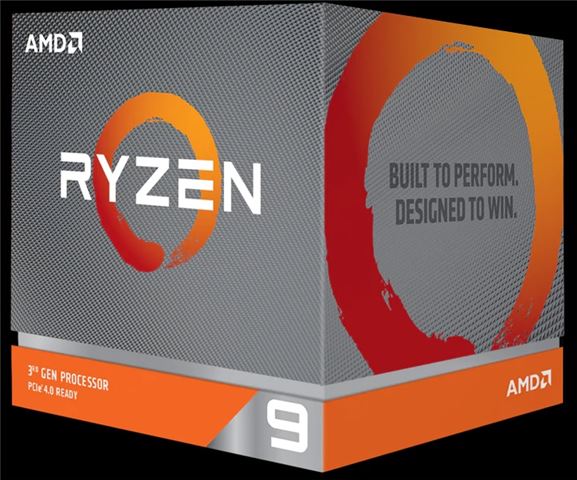 AMD
RYZEN
3RD GEN PROCESSOR
PCIe® 4.0 READY
9
BUILT TO PERFORM.
DESIGNED TO WIN.
AMD